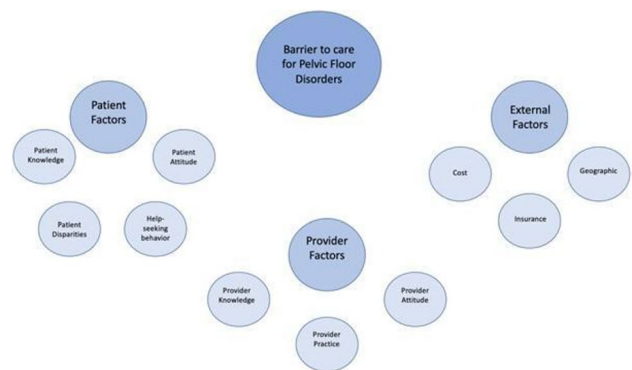 Barrier to care
for Pelvic Floor
Disorders
Patient
Factors
Patient
Knowledge
Patient
Attitude
Patient
Disparities
Help-
seeking
behavior
Provider
Factors
Provider
Knowledge
Provider
Attitude
Provider
Practice
External
Factors
Cost
Geographic
Insurance